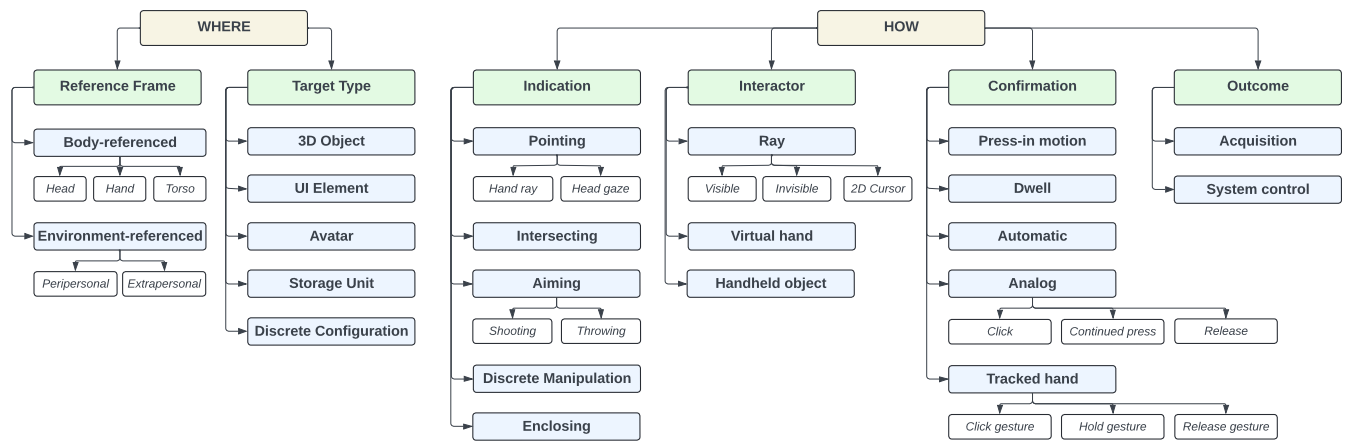 WHERE
Reference Frame
Body-referenced
Head
Hand
Torso
Environment-referenced
Peripersonal
Extrapersonal
Target Type
3D Object
UI Element
Avatar
Storage Unit
Discrete Configuration
HOW
Indication
Pointing
Hand ray
Head gaze
Intersecting
Aiming
Shooting
Throwing
Discrete Manipulation
Enclosing
Interactor
Ray
Visible
Invisible
2D Cursor
Virtual hand
Handheld object
Confirmation
Press-in motion
Dwell
Automatic
Analog
Click
Continued press
Release
Tracked hand
Click gesture
Hold gesture
Release gesture
Outcome
Acquisition
System control